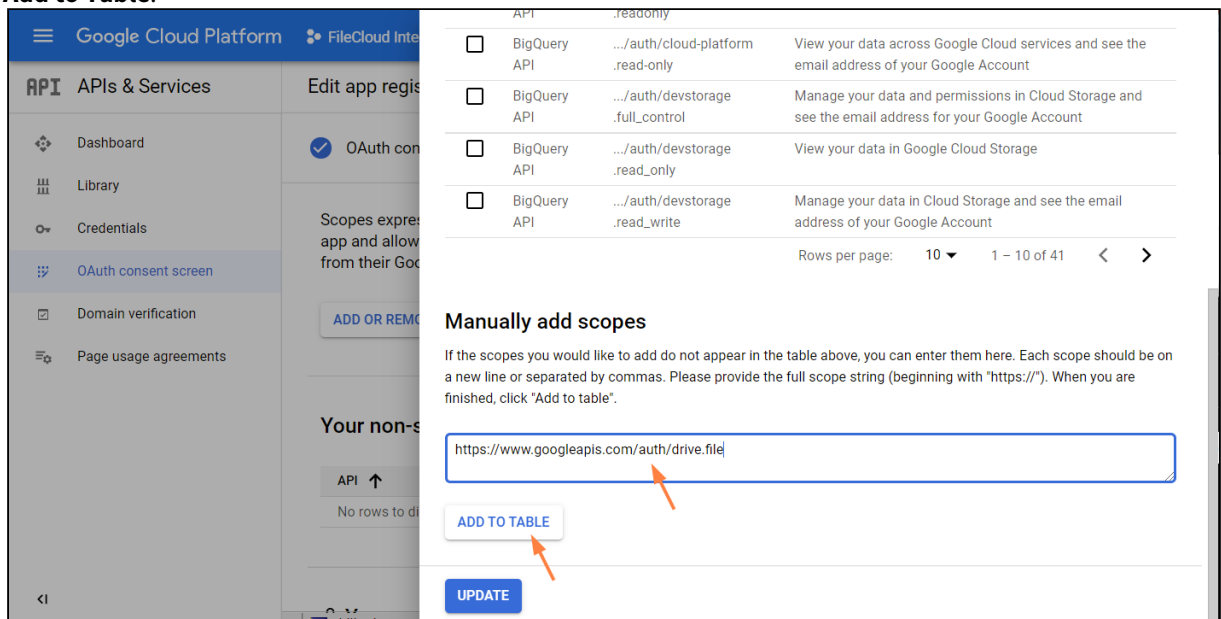 Add to Table.
Google Cloud Platform
FileCloud Inte
API APIs & Services
Dashboard
Library
Credentials
OAuth consent screen
Domain verification
Page usage agreements
Edit app regis
OAuth con
Scopes expre
app and allow
from their Goo
ADD OR REMO
Your non-s
API
No rows to di
API .readonly
BigQuery .../auth/cloud-platform View your data across Google Cloud services and see the
API .read-only email address of your Google Account
BigQuery .../auth/devstorage Manage your data and permissions in Cloud Storage and
API .full_control see the email address for your Google Account
BigQuery .../auth/devstorage View your data in Google Cloud Storage
API .read_only
BigQuery .../auth/devstorage Manage your data in Cloud Storage and see the email
API .read_write address of your Google Account
Rows per page: 10 1 – 10 of 41
Manually add scopes
If the scopes you would like to add do not appear in the table above, you can enter them here. Each scope should be on
a new line or separated by commas. Please provide the full scope string (beginning with "https://"). When you are
finished, click "Add to table".
https://www.googleapis.com/auth/drive.file
ADD TO TABLE
UPDATE